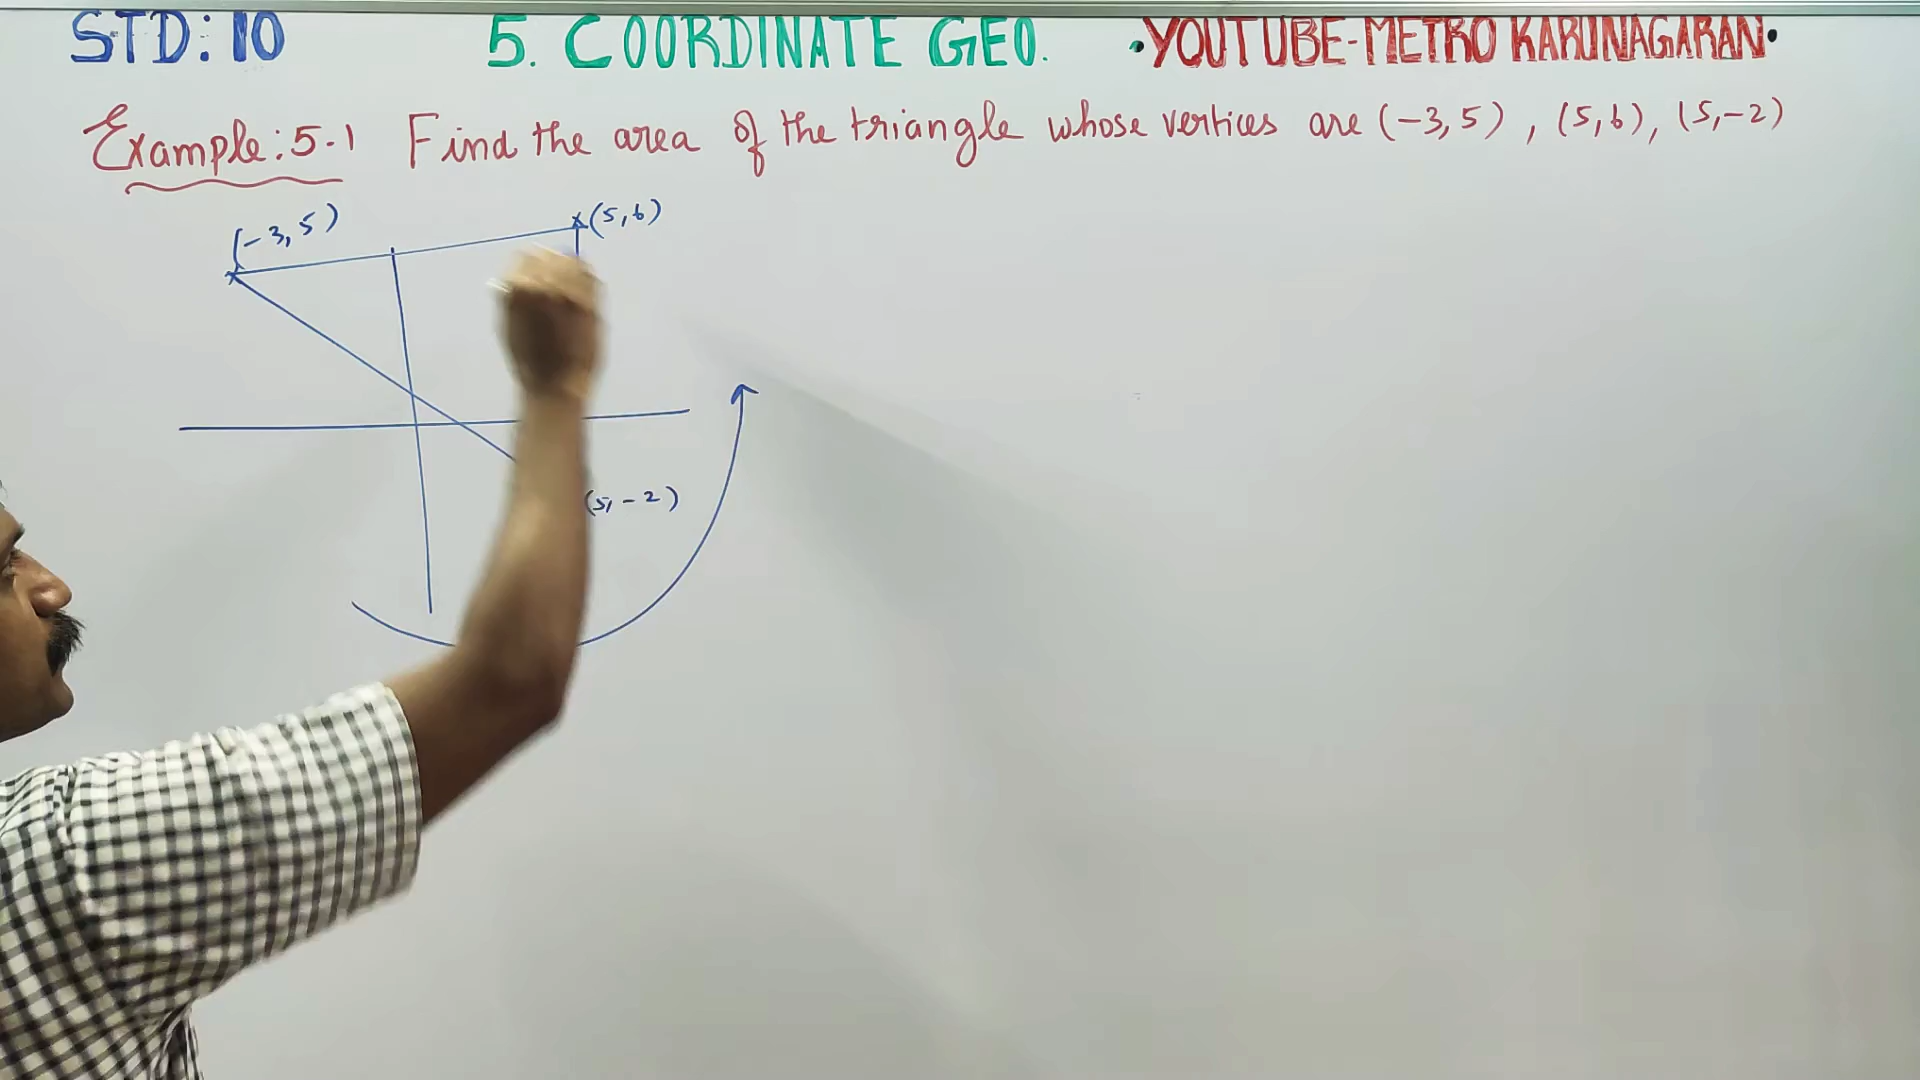 STD: 10 5. COORDINATE GEO. •YOUTUBE-METRO KARUNAGARAN•
Example: 5.1 Find the area of the triangle whose vertices are (-3, 5), (5, 6), (5, -2)
(-3, 5)
(5, 6)
(5, -2)